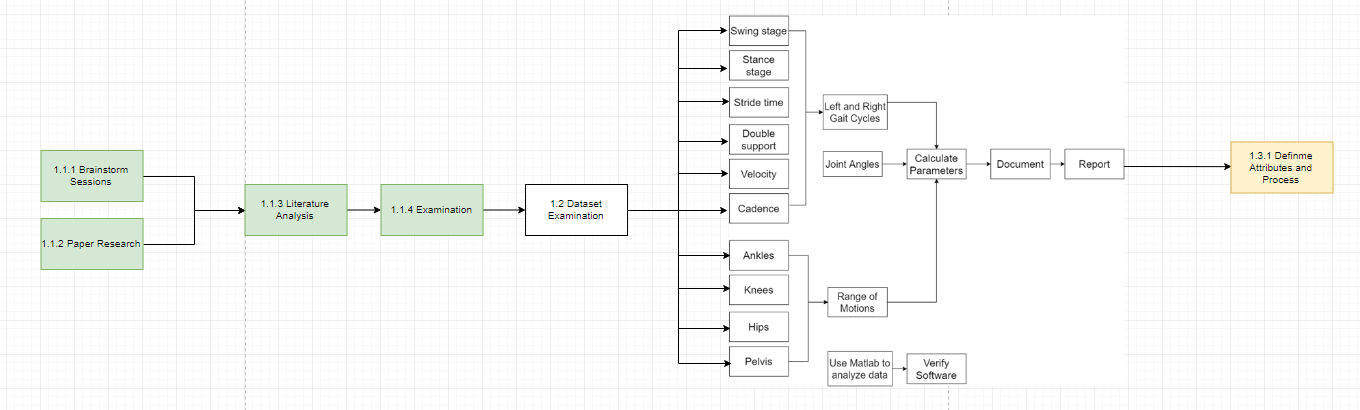 1.1.1 Brainstorm
Sessions
1.1.2 Paper Research
1.1.3 Literature
Analysis
1.1.4 Examination
1.2 Dataset
Examination
Swing stage
Stance
stage
Stride time
Double
support
Velocity
Cadence
Ankles
Knees
Hips
Pelvis
Left and Right
Gait Cycles
Joint Angles
Range of
Motions
Calculate
Parameters
Document
Report
Use Matlab to
analyze data
Verify
Software
1.3.1 Definme
Attributes and
Process